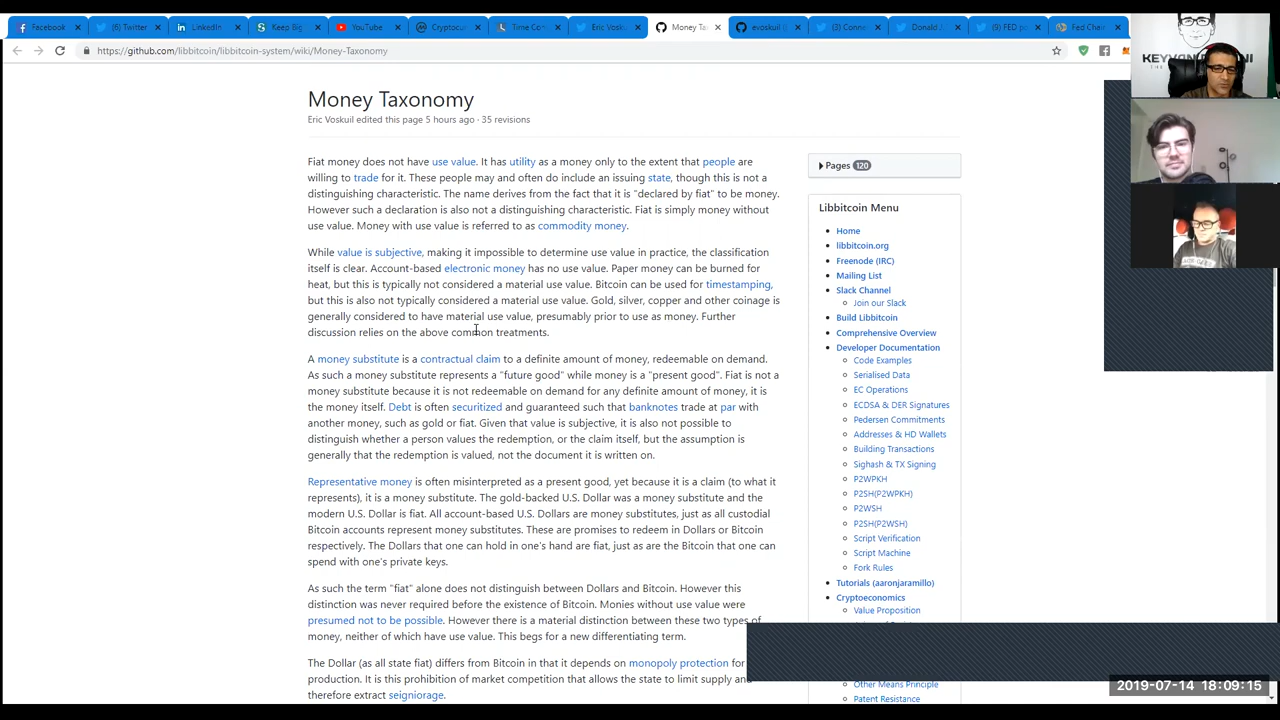 Facebook
(6) Twitter
LinkedIn
Keep Big
YouTube
Cryptocur
Time Con
Eric Vosku
Money Ta
evoskuil (
(3) Conne
Donald J
(5) FED p
Fed Chair
https://github.com/libbitcoin/libbitcoin-system/wiki/Money-Taxonomy
Money Taxonomy
Eric Voskuil edited this page 5 hours ago · 35 revisions
Fiat money does not have use value. It has utility as a money only to the extent that people are
willing to trade for it. These people may and often do include an issuing state, though this is not a
distinguishing characteristic. The name derives from the fact that it is "declared by fiat" to be money.
However such a declaration is also not a distinguishing characteristic. Fiat is simply money without
use value. Money with use value is referred to as commodity money.
While value is subjective, making it impossible to determine use value in practice, the classification
itself is clear. Account-based electronic money has no use value. Paper money can be burned for
heat, but this is typically not considered a material use value. Bitcoin can be used for timestamping,
but this is also not typically considered a material use value. Gold, silver, copper and other coinage is
generally considered to have material use value, presumably prior to use as money. Further
discussion relies on the above common treatments.
A money substitute is a contractual claim to a definite amount of money, redeemable on demand.
As such a money substitute represents a "future good" while money is a "present good". Fiat is not a
money substitute because it is not redeemable on demand for any definite amount of money, it is
the money itself. Debt is often securitized and guaranteed such that banknotes trade at par with
another money, such as gold or fiat. Given that value is subjective, it is also not possible to
distinguish whether a person values the redemption, or the claim itself, but the assumption is
generally that the redemption is valued, not the document it is written on.
Representative money is often misinterpreted as a present good, yet because it is a claim (to what it
represents), it is a money substitute. The gold-backed U.S. Dollar was a money substitute and the
modern U.S. Dollar is fiat. All account-based U.S. Dollars are money substitutes, just as all custodial
Bitcoin accounts represent money substitutes. These are promises to redeem in Dollars or Bitcoin
respectively. The Dollars that one can hold in one's hand are fiat, just as are the Bitcoin that one can
spend with one's private keys.
As such the term "fiat" alone does not distinguish between Dollars and Bitcoin. However this
distinction was never required before the existence of Bitcoin. Monies without use value were
presumed not to be possible. However there is a material distinction between these two types of
money, neither of which have use value. This begs for a new differentiating term.
The Dollar (as all state fiat) differs from Bitcoin in that it depends on monopoly protection for
production. It is this prohibition of market competition that allows the state to limit supply and
therefore extract seigniorage.
Pages 120
Libbitcoin Menu
Home
libbitcoin.org
Freenode (IRC)
Mailing List
Slack Channel
Join our Slack
Build Libbitcoin
Comprehensive Overview
Developer Documentation
Code Examples
Serialised Data
EC Operations
ECDSA & DER Signatures
Pedersen Commitments
Addresses & HD Wallets
Building Transactions
Sighash & TX Signing
P2WPKH
P2SH(P2WPKH)
P2WSH
P2SH(P2WSH)
Script Verification
Script Machine
Fork Rules
Tutorials (aaronjaramillo)
Cryptoeconomics
Value Proposition
Other Means Principle
Patent Resistance
2019-07-14 18:09:15